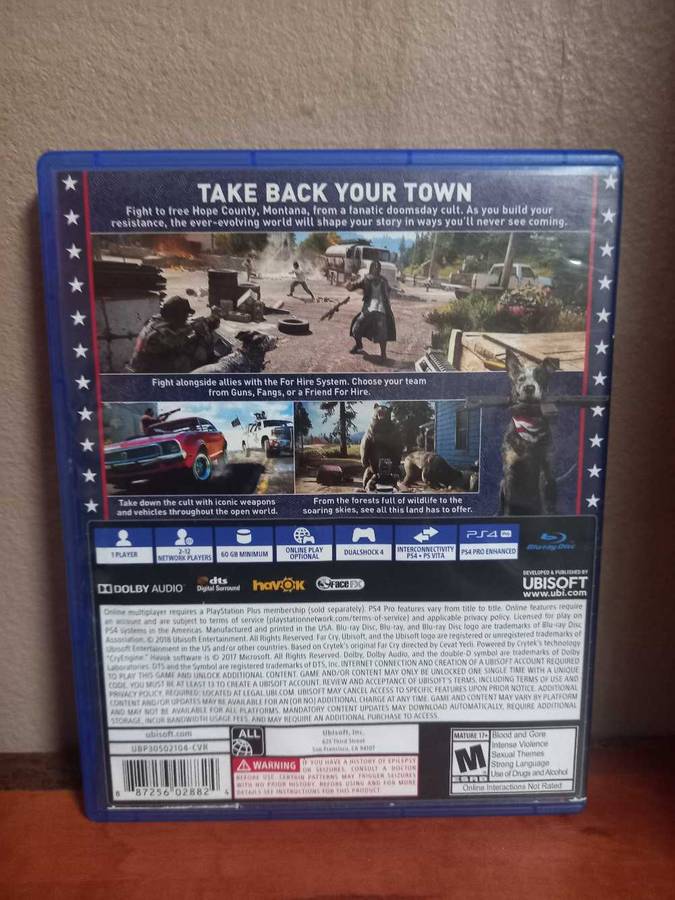 TAKE BACK YOUR TOWN
Fight to free Hope County, Montana, from a fanatic doomsday cult. As you build your
resistance, the ever-evolving world will shape your story in ways you'll never see coming.
Fight alongside allies with the For Hire System. Choose your team
from Guns, Fangs, or a Friend For Hire.
Take down the cult with iconic weapons
and vehicles throughout the open world.
From the forests full of wildlife to the
soaring skies, see all this land has to offer.
1 PLAYER
2-12
NETWORK PLAYERS
60 GB MINIMUM
ONLINE PLAY
OPTIONAL
DUALSHOCK 4
INTERCONNECTIVITY
PS4 + PS VITA
PS4 PRO
PS4 PRO ENHANCED
Blu-ray Disc
DOLBY AUDIO
dts
Digital Surround
havok
FACE FX
DEVELOPED & PUBLISHED BY
UBISOFT
www.ubi.com
Online multiplayer requires a PlayStation Plus membership (sold separately). PS4 Pro features vary from title to title. Online features require
an account and are subject to terms of service (playstationnetwork.com/terms-of-service) and applicable privacy policy. Licensed for play on
PS4 systems in the Americas. Manufactured and printed in the USA. Blu-ray Disc, Blu-ray, and Blu-ray Disc logo are trademarks of Blu-ray Disc
Association. © 2018 Ubisoft Entertainment. All Rights Reserved. Far Cry, Ubisoft, and the Ubisoft logo are registered or unregistered trademarks of
Ubisoft Entertainment in the US and/or other countries. Based on Crytek's original Far Cry directed by Cevat Yerli. Powered by Crytek's technology
"CryEngine." Havok software is © 2017 Microsoft. All Rights Reserved. Dolby, Dolby Audio, and the double-D symbol are trademarks of Dolby
Laboratories. DTS and the Symbol are registered trademarks of DTS, Inc. INTERNET CONNECTION AND CREATION OF A UBISOFT ACCOUNT REQUIRED
TO PLAY THIS GAME AND UNLOCK ADDITIONAL CONTENT. GAME AND/OR CONTENT MAY ONLY BE UNLOCKED ONE SINGLE TIME WITH A UNIQUE
CODE. YOU MUST BE AT LEAST 13 TO CREATE A UBISOFT ACCOUNT. REVIEW AND ACCEPTANCE OF UBISOFT'S TERMS, INCLUDING TERMS OF USE AND
PRIVACY POLICY, REQUIRED: LOCATED AT LEGAL.UBI.COM. UBISOFT MAY CANCEL ACCESS TO SPECIFIC FEATURES UPON PRIOR NOTICE. ADDITIONAL
CONTENT AND/OR UPDATES MAY BE AVAILABLE FOR AN (OR NO) ADDITIONAL CHARGE AT ANY TIME. GAME AND CONTENT MAY VARY BY PLATFORM
AND MAY NOT BE AVAILABLE FOR ALL PLATFORMS. MANDATORY CONTENT UPDATES MAY DOWNLOAD AUTOMATICALLY, REQUIRE ADDITIONAL
STORAGE, INCUR BANDWIDTH USAGE FEES, AND MAY REQUIRE AN ADDITIONAL PURCHASE TO ACCESS.
ubisoft.com
UBP30502104-CVR
ALL
Ubisoft, Inc.
625 Third Street
San Francisco, CA 94107
8 87256 02882 4
WARNING IF YOU HAVE A HISTORY OF EPILEPSY
OR SEIZURES, CONSULT A DOCTOR
BEFORE USE. CERTAIN PATTERNS MAY TRIGGER SEIZURES
WITH NO PRIOR HISTORY. BEFORE USING AND FOR MORE
DETAILS SEE INSTRUCTIONS FOR THIS PRODUCT.
MATURE 17+
M
ESRB
Blood and Gore
Intense Violence
Sexual Themes
Strong Language
Use of Drugs and Alcohol
Online Interactions Not Rated